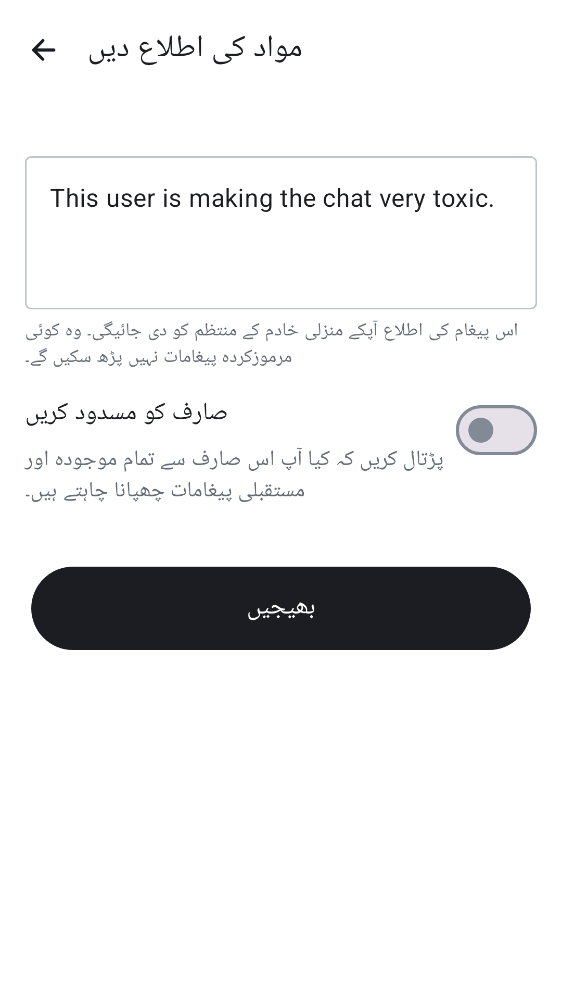 مواد کی اطلاع دیں
This user is making the chat very toxic.
اس پیغام کی اطلاع آپکے منزلی خادم کے منتظم کو دی جائیگی۔ وہ کوئی
مرموزکردہ پیغامات نہیں پڑھ سکیں گے۔
صارف کو مسدود کریں
پڑتال کریں کہ کیا آپ اس صارف سے تمام موجودہ اور
مستقبلی پیغامات چھپانا چاہتے ہیں۔
بھیجیں